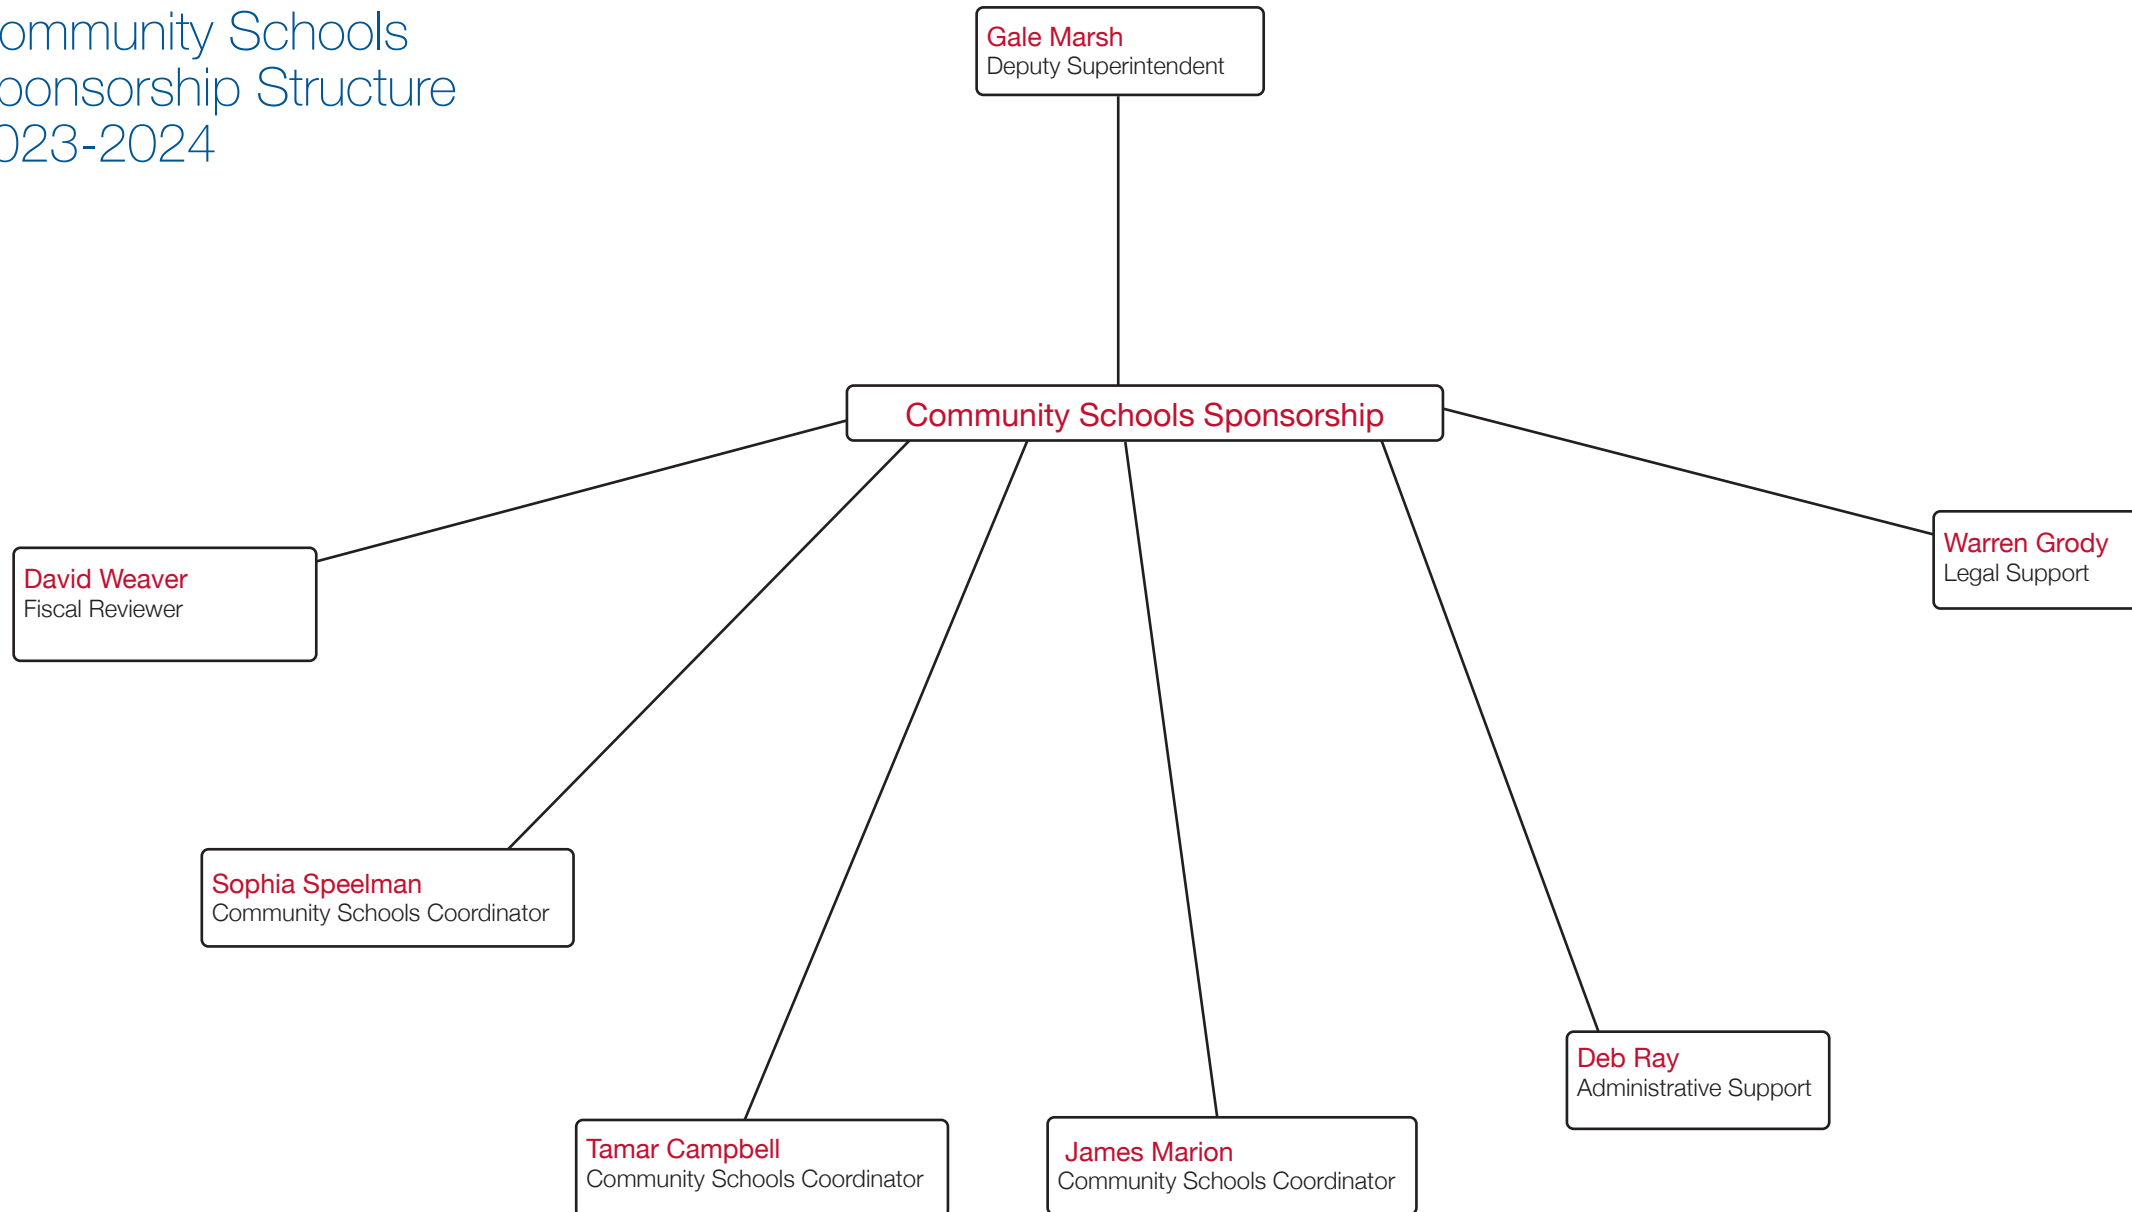 ommunity Schools
ponsorship Structure
023-2024
Gale Marsh
Deputy Superintendent
Community Schools Sponsorship
Warren Grody
Legal Support
David Weaver
Fiscal Reviewer
Sophia Speelman
Community Schools Coordinator
Deb Ray
Administrative Support
Tamar Campbell
Community Schools Coordinator
James Marion
Community Schools Coordinator